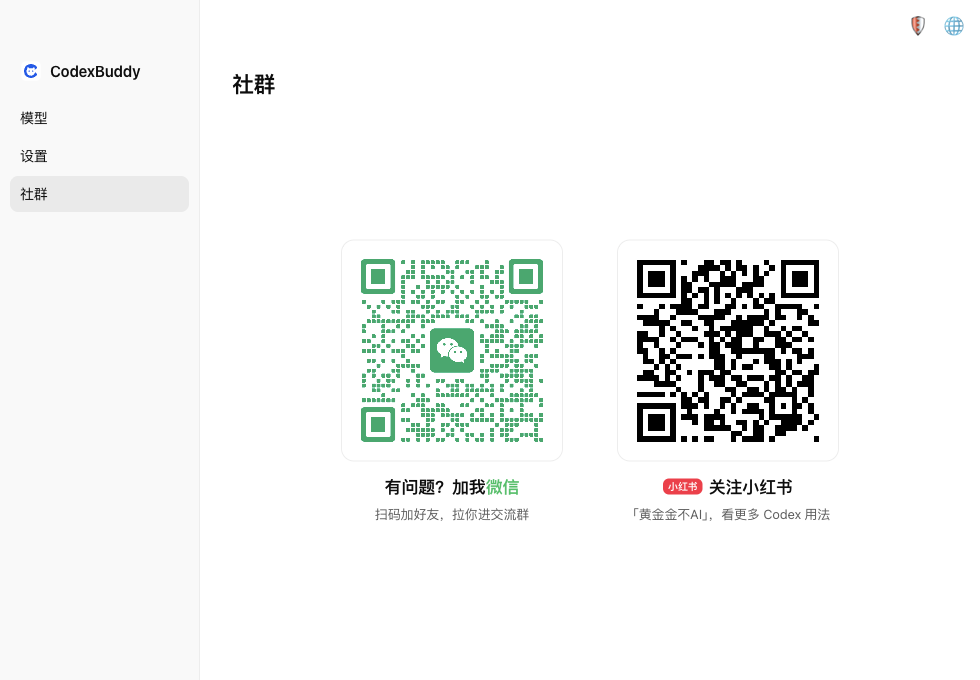 CodexBuddy
模型
设置
社群
社群
有问题？加我微信
扫码加好友，拉你进交流群
小红书 关注小红书
「黄金金不AI」，看更多 Codex 用法